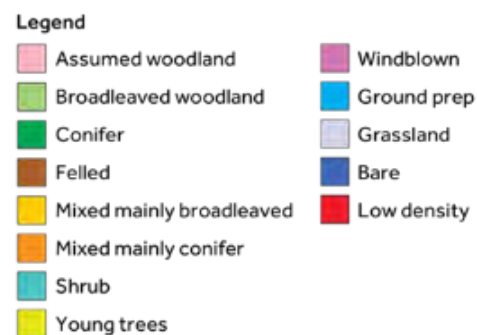 Legend
Assumed woodland
Broadleaved woodland
Conifer
Felled
Mixed mainly broadleaved
Mixed mainly conifer
Shrub
Young trees
Windblown
Ground prep
Grassland
Bare
Low density